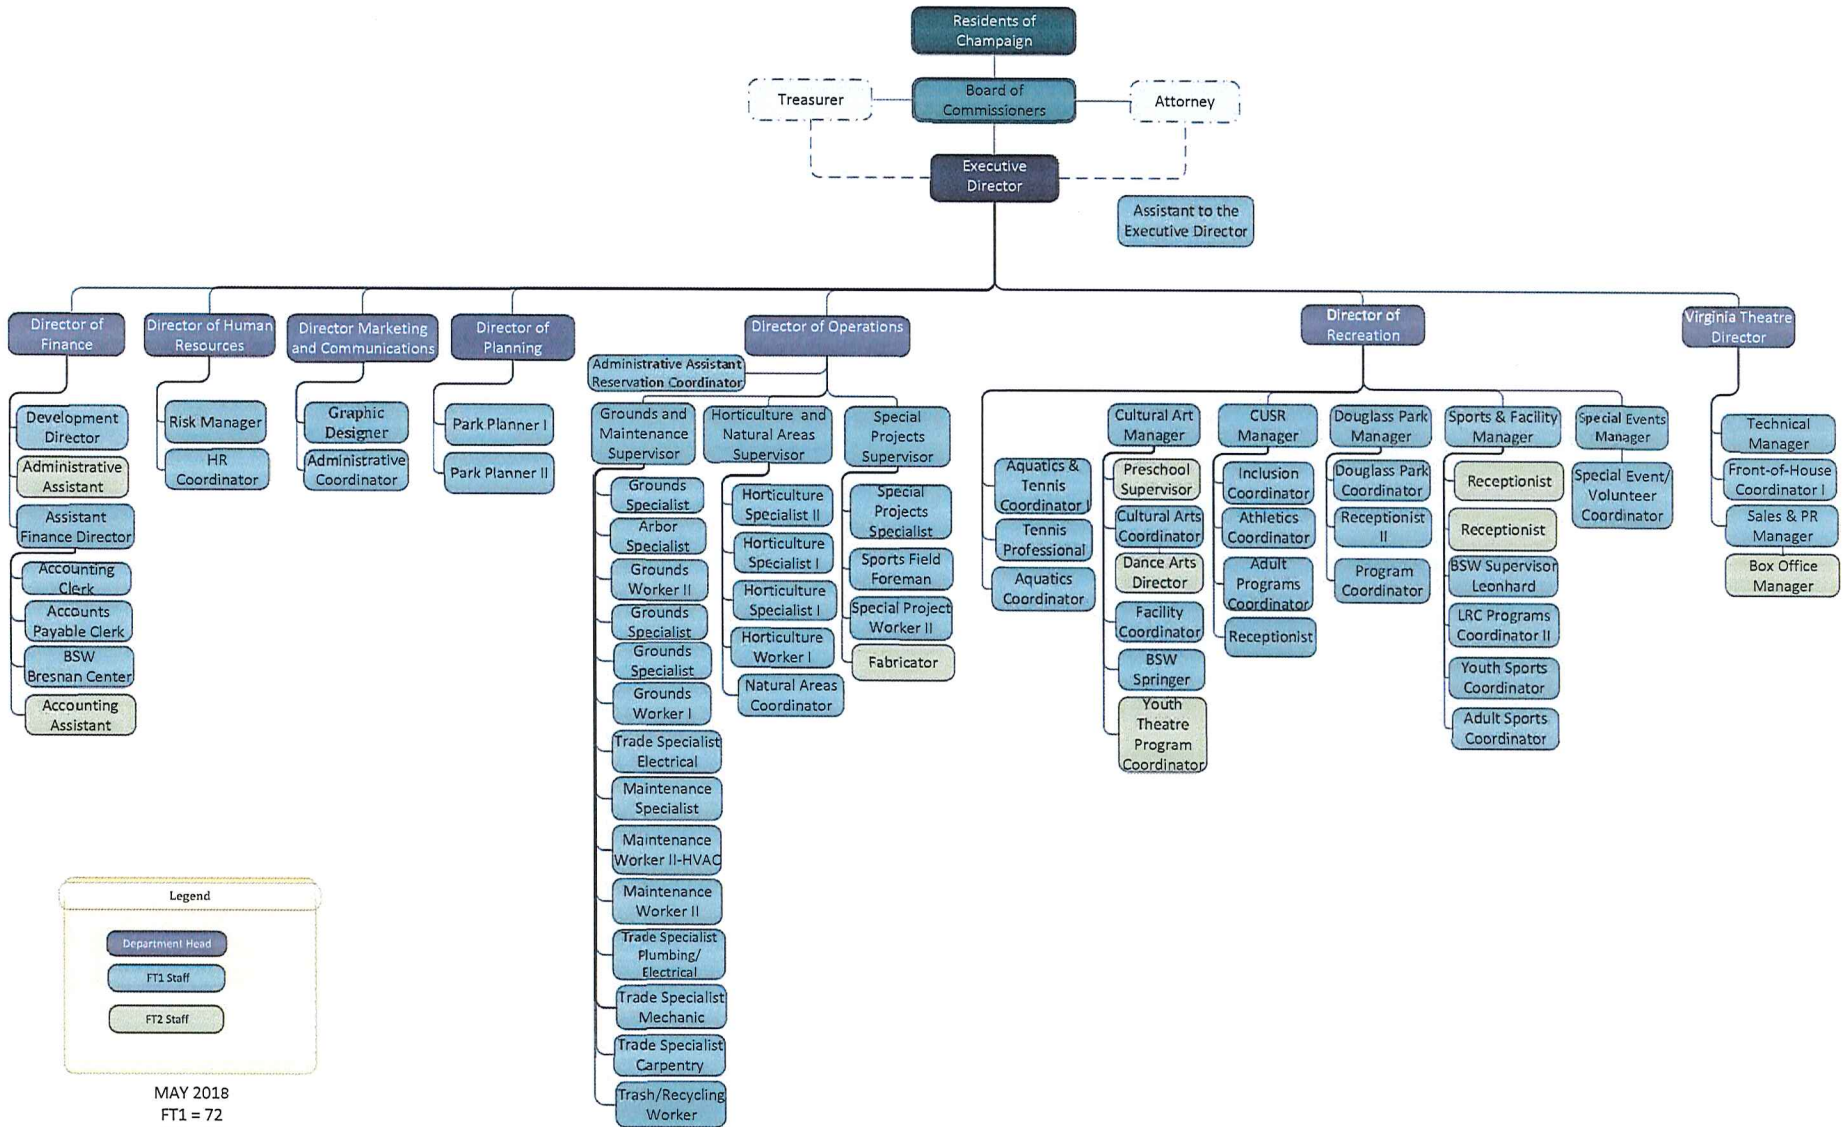 Residents of
Champaign
Treasurer
Board of
Commissioners
Attorney
Executive
Director
Assistant to the
Executive Director
Director of
Finance
Development
Director
Administrative
Assistant
Assistant
Finance Director
Accounting
Clerk
Accounts
Payable Clerk
BSW
Bresnan Center
Accounting
Assistant
Director of Human
Resources
Risk Manager
HR
Coordinator
Director Marketing
and Communications
Graphic
Designer
Administrative
Coordinator
Director of
Planning
Park Planner I
Park Planner II
Director of Operations
Administrative Assistant
Reservation Coordinator
Grounds and
Maintenance
Supervisor
Grounds
Specialist
Arbor
Specialist
Grounds
Worker II
Grounds
Specialist
Grounds
Specialist
Grounds
Worker I
Trade Specialist
Electrical
Maintenance
Specialist
Maintenance
Worker II-HVAC
Maintenance
Worker II
Trade Specialist
Plumbing/
Electrical
Trade Specialist
Mechanic
Trade Specialist
Carpentry
Trash/Recycling
Worker
Horticulture and
Natural Areas
Supervisor
Horticulture
Specialist II
Horticulture
Specialist I
Horticulture
Specialist I
Horticulture
Worker I
Natural Areas
Coordinator
Special
Projects
Supervisor
Special
Projects
Specialist
Sports Field
Foreman
Special Project
Worker II
Fabricator
Director of
Recreation
Aquatics &
Tennis
Coordinator I
Tennis
Professional
Aquatics
Coordinator
Cultural Art
Manager
Preschool
Supervisor
Cultural Arts
Coordinator
Dance Arts
Director
Facility
Coordinator
BSW
Springer
Youth
Theatre
Program
Coordinator
CUSR
Manager
Inclusion
Coordinator
Athletics
Coordinator
Adult
Programs
Coordinator
Receptionist
Douglass Park
Manager
Douglass Park
Coordinator
Receptionist
II
Program
Coordinator
Sports & Facility
Manager
Receptionist
Receptionist
BSW Supervisor
Leonhard
LRC Programs
Coordinator II
Youth Sports
Coordinator
Adult Sports
Coordinator
Special Events
Manager
Special Event/
Volunteer
Coordinator
Virginia Theatre
Director
Technical
Manager
Front-of-House
Coordinator I
Sales & PR
Manager
Box Office
Manager
Legend
Department Head
FT1 Staff
FT2 Staff
MAY 2018
FT1 = 72